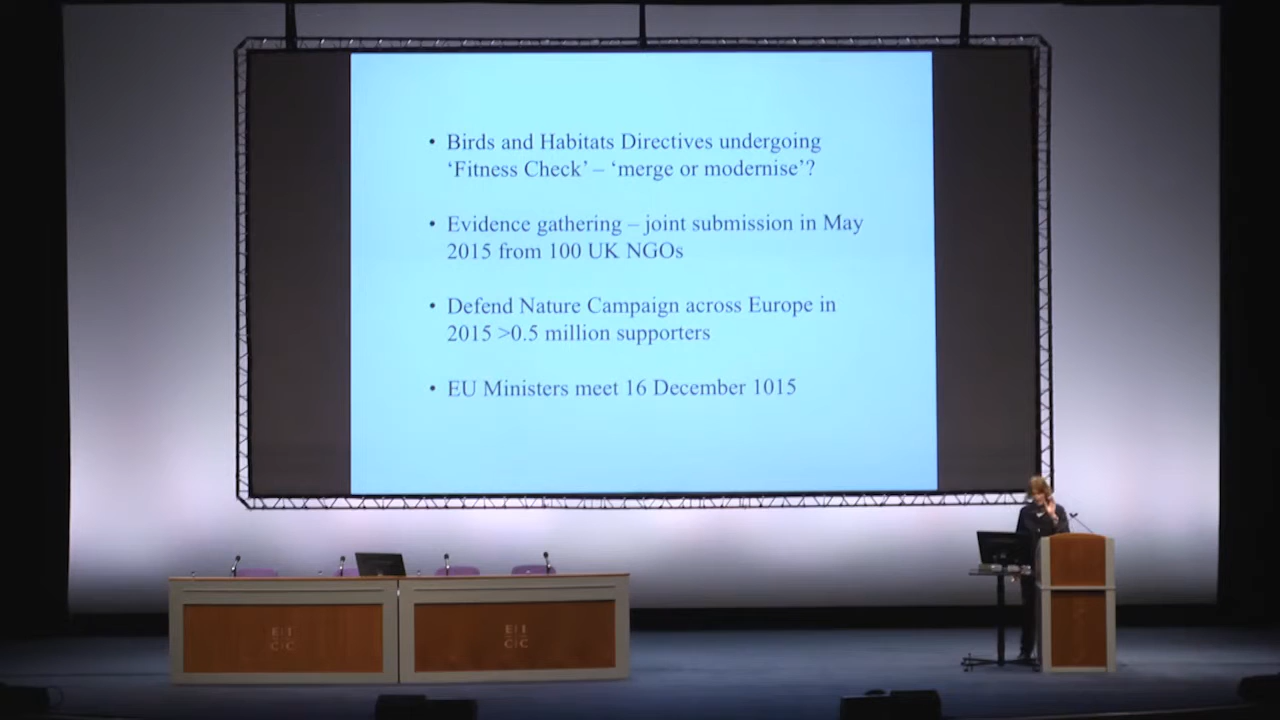 • Birds and Habitats Directives undergoing
‘Fitness Check’ – ‘merge or modernise’?
• Evidence gathering – joint submission in May
2015 from 100 UK NGOs
• Defend Nature Campaign across Europe in
2015 >0.5 million supporters
• EU Ministers meet 16 December 1015
E I
C C
E I
C C